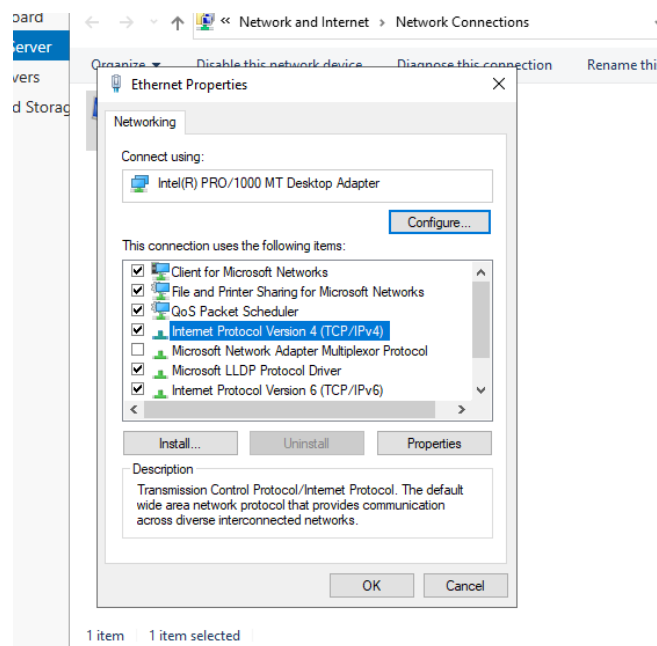 Network and Internet › Network Connections
Server
Organize Disable this network device Diagnose this connection Rename thi
vers
d Storag
Ethernet Properties
Networking
Connect using:
Intel(R) PRO/1000 MT Desktop Adapter
Configure...
This connection uses the following items:
Client for Microsoft Networks
File and Printer Sharing for Microsoft Networks
QoS Packet Scheduler
Internet Protocol Version 4 (TCP/IPv4)
Microsoft Network Adapter Multiplexor Protocol
Microsoft LLDP Protocol Driver
Internet Protocol Version 6 (TCP/IPv6)
Install... Uninstall Properties
Description
Transmission Control Protocol/Internet Protocol. The default
wide area network protocol that provides communication
across diverse interconnected networks.
OK Cancel
1 item 1 item selected